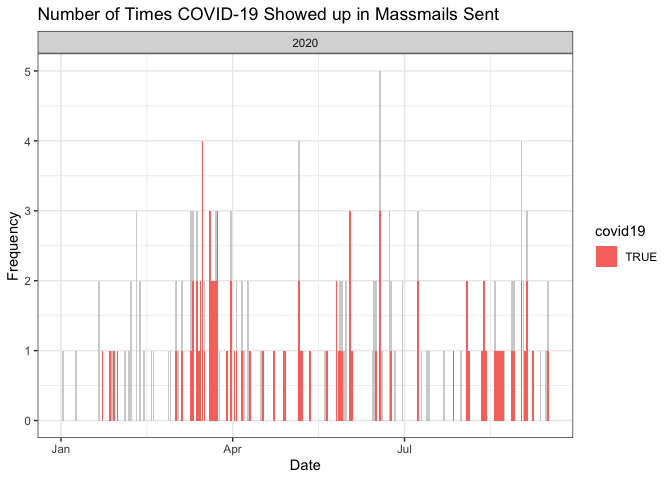 Number of Times COVID-19 Showed up in Massmails Sent
2020
5
4
3
2
1
0
Frequency
Jan
Apr
Jul
Date
covid19
TRUE